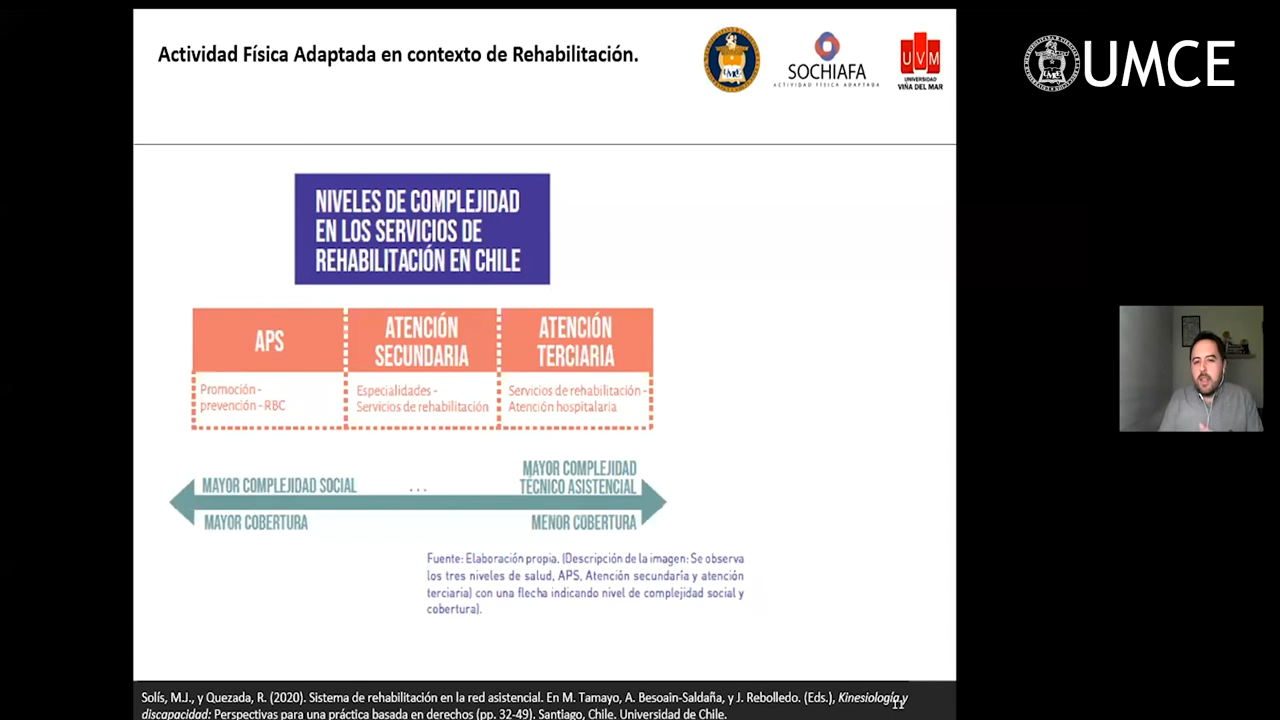 Actividad Física Adaptada en contexto de Rehabilitación.
UMCE
SOCHIAFA
ACTIVIDAD FÍSICA ADAPTADA
UVM
UNIVERSIDAD
VIÑA DEL MAR
UMCE
NIVELES DE COMPLEJIDAD
EN LOS SERVICIOS DE
REHABILITACIÓN EN CHILE
APS
ATENCIÓN
SECUNDARIA
ATENCIÓN
TERCIARIA
Promoción -
prevención - RBC
Especialidades -
Servicios de rehabilitación
Servicios de rehabilitación -
Atención hospitalaria
MAYOR COMPLEJIDAD SOCIAL
...
MAYOR COMPLEJIDAD
TÉCNICO ASISTENCIAL
MAYOR COBERTURA
MENOR COBERTURA
Fuente: Elaboración propia. (Descripción de la imagen: Se observa
los tres niveles de salud, APS, Atención secundaría y atención
terciaria) con una flecha indicando nivel de complejidad social y
cobertura).
Solís, M.J., y Quezada, R. (2020). Sistema de rehabilitación en la red asistencial. En M. Tamayo, A. Besoain-Saldaña, y J. Rebolledo. (Eds.), Kinesiología y
discapacidad: Perspectivas para una práctica basada en derechos (pp. 32-49). Santiago, Chile. Universidad de Chile.
11